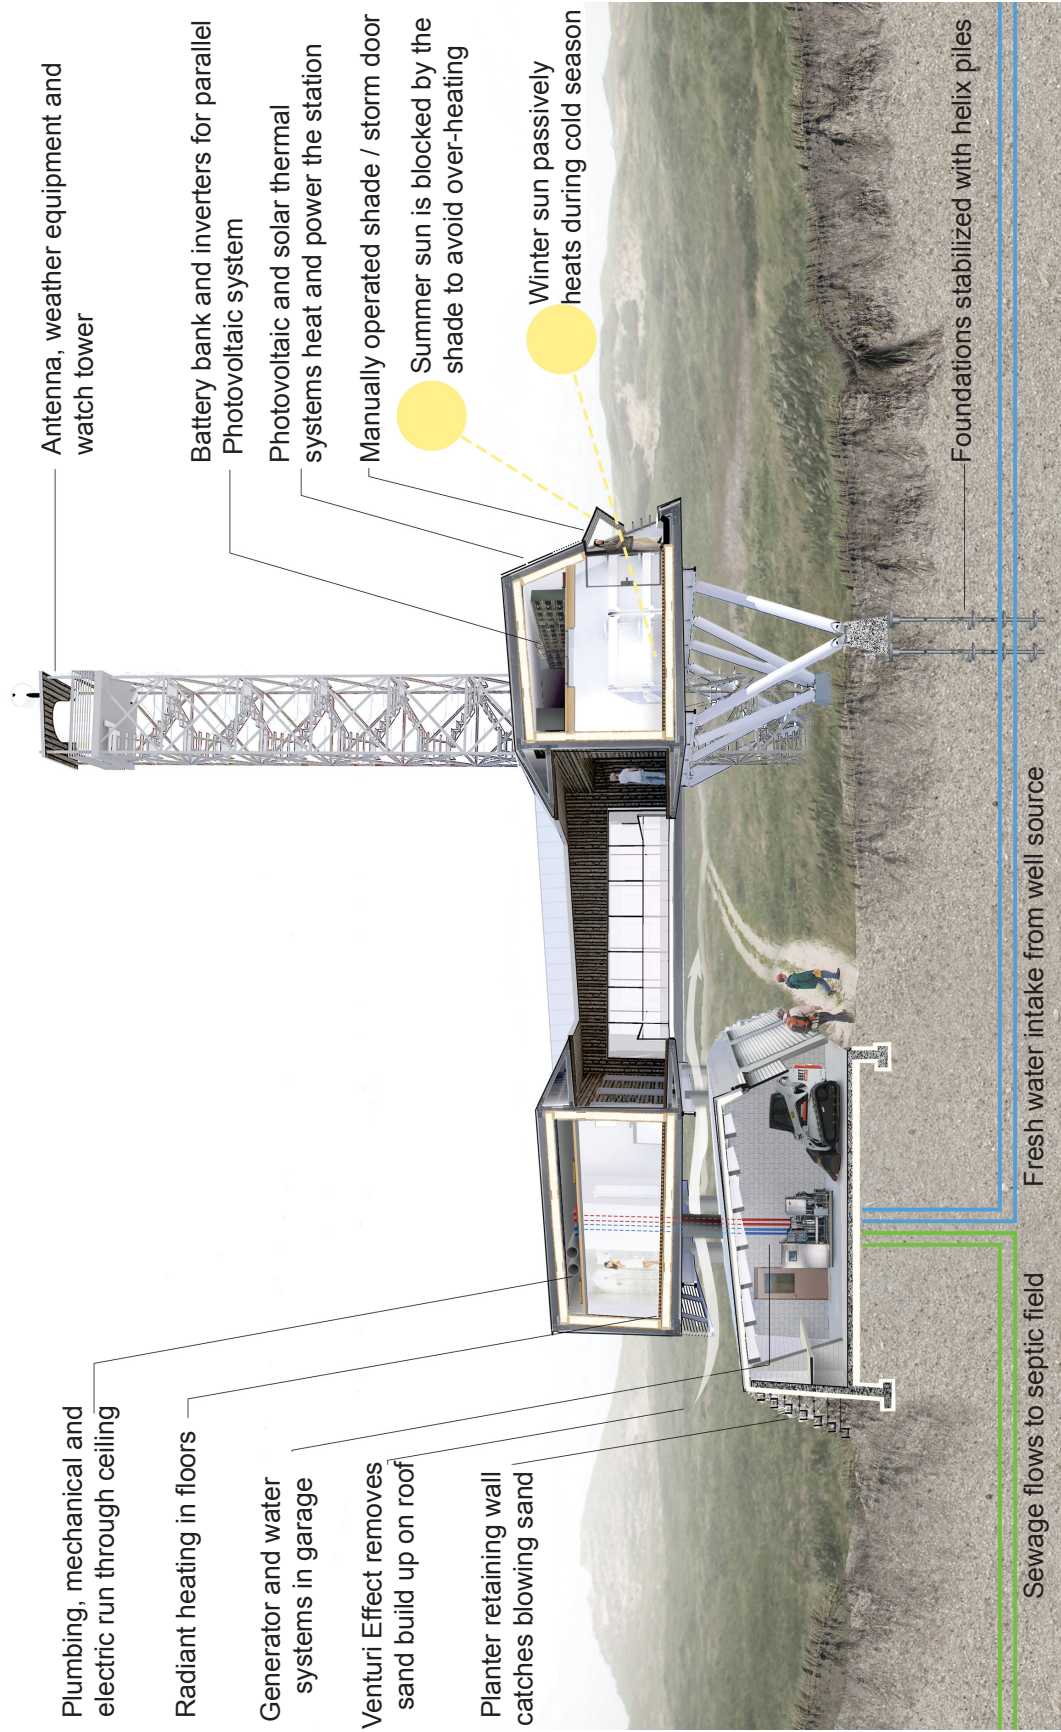 Plumbing, mechanical and
electric run through ceiling
Radiant heating in floors
Generator and water
systems in garage
Venturi Effect removes
sand build up on roof
Planter retaining wall
catches blowing sand
Antenna, weather equipment and
watch tower
Battery bank and inverters for parallel
Photovoltaic system
Photovoltaic and solar thermal
systems heat and power the station
Manually operated shade / storm door
Summer sun is blocked by the
shade to avoid over-heating
Winter sun passively
heats during cold season
Foundations stabilized with helix piles
Fresh water intake from well source
Sewage flows to septic field